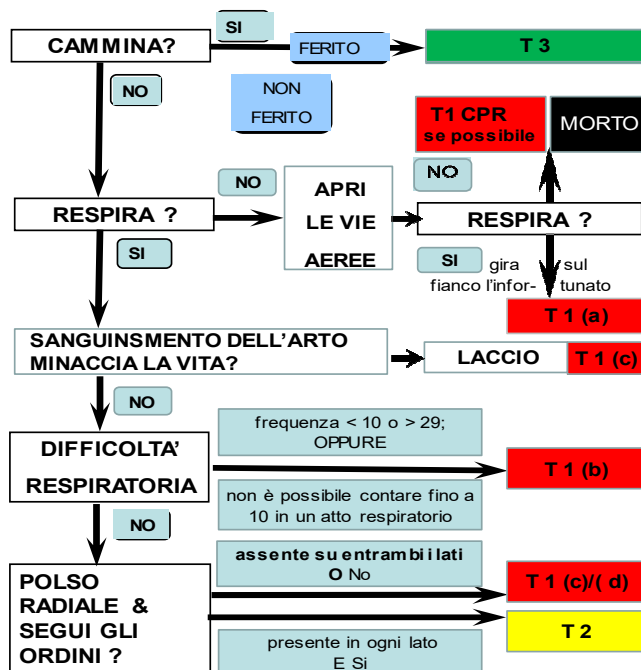 SI
CAMMINA?
FERITO
T 3
NO
NON
FERITO
T1 CPR
se possibile
MORTO
NO
NO
APRI
LE VIE
AEREE
RESPIRA ?
RESPIRA ?
SI
SI
gira sul
fianco l'infor- tunato
T 1 (a)
SANGUINSMENTO DELL'ARTO
MINACCIA LA VITA?
LACCIO
T 1 (c)
NO
frequenza < 10 o > 29;
OPPURE
DIFFICOLTA'
RESPIRATORIA
T 1 (b)
non è possibile contare fino a
10 in un atto respiratorio
NO
assente su entrambi i lati
O No
POLSO
RADIALE &
SEGUI GLI
ORDINI ?
T 1 (c)/( d)
T 2
presente in ogni lato
E Si